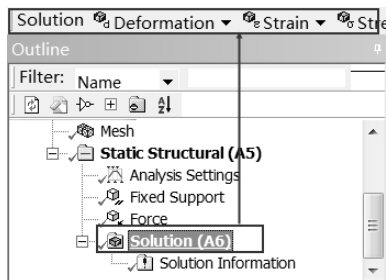 Solution Deformation Strain
Outline
Filter: Name
Mesh
Static Structural (A5)
Analysis Settings
Fixed Support
Force
Solution (A6)
Solution Information